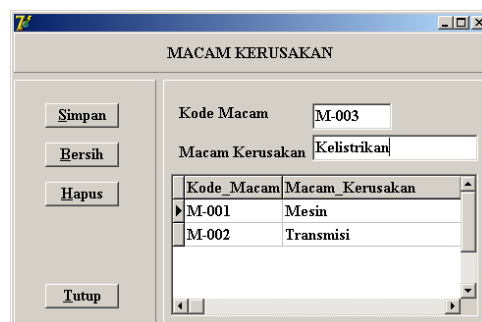 MACAM KERUSAKAN
Simpan
Bersih
Hapus
Tutup
Kode Macam M-003
Macam Kerusakan Kelistrikan
Kode_Macam Macam_Kerusakan
M-001 Mesin
M-002 Transmisi